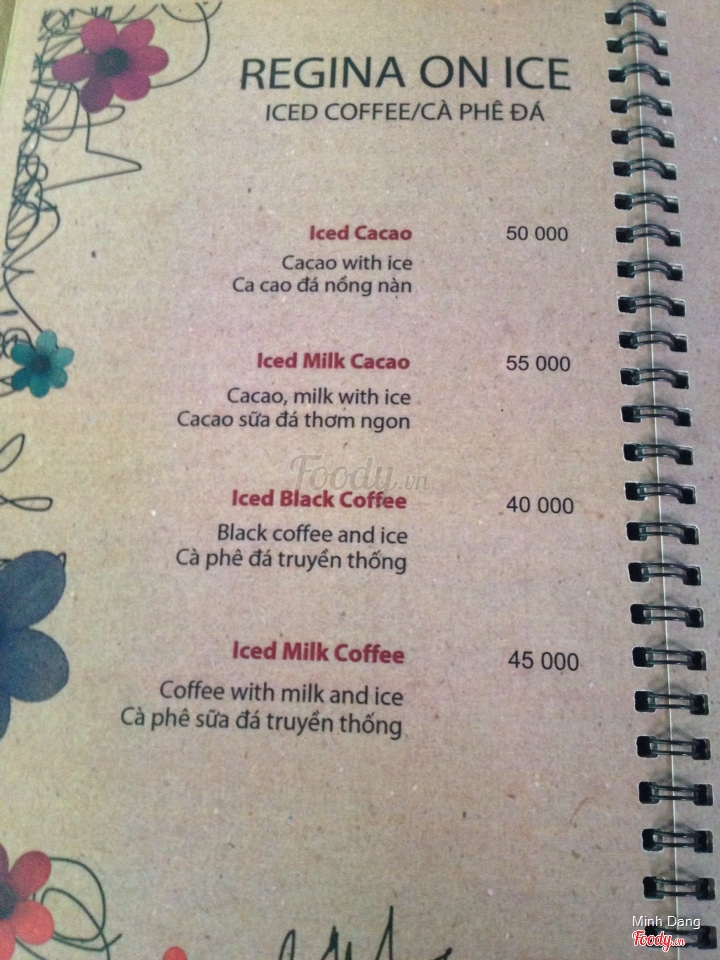 REGINA ON ICE
ICED COFFEE/CÀ PHÊ ĐÁ
Iced Cacao 50 000
Cacao with ice
Ca cao đá nồng nàn
Iced Milk Cacao 55 000
Cacao, milk with ice
Cacao sữa đá thơm ngon
Foody.vn
Iced Black Coffee 40 000
Black coffee and ice
Cà phê đá truyền thống
Iced Milk Coffee 45 000
Coffee with milk and ice
Cà phê sữa đá truyền thống
Minh Dang
Foody.vn